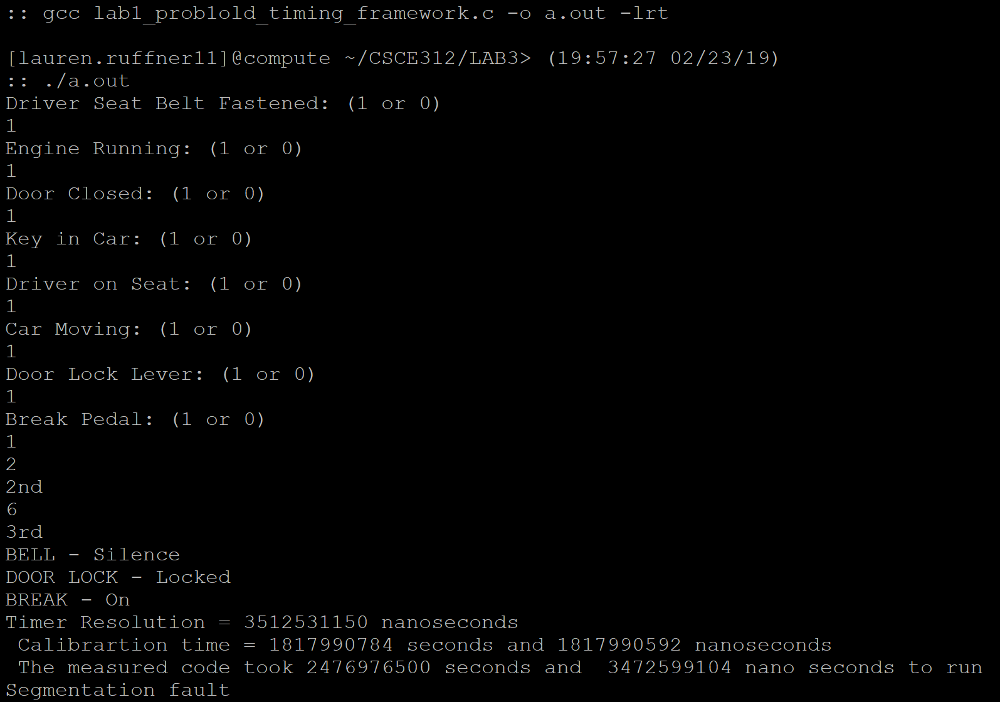 :: gcc lab1_prob1old_timing_framework.c -o a.out -lrt
[lauren.ruffner11]@compute ~/CSCE312/LAB3> (19:57:27 02/23/19)
:: ./a.out
Driver Seat Belt Fastened: (1 or 0)
1
Engine Running: (1 or 0)
1
Door Closed: (1 or 0)
1
Key in Car: (1 or 0)
1
Driver on Seat: (1 or 0)
1
Car Moving: (1 or 0)
1
Door Lock Lever: (1 or 0)
1
Break Pedal: (1 or 0)
1
2
2nd
6
3rd
BELL - Silence
DOOR LOCK - Locked
BREAK - On
Timer Resolution = 3512531150 nanoseconds
Calibrartion time = 1817990784 seconds and 1817990592 nanoseconds
The measured code took 2476976500 seconds and  3472599104 nano seconds to run
Segmentation fault